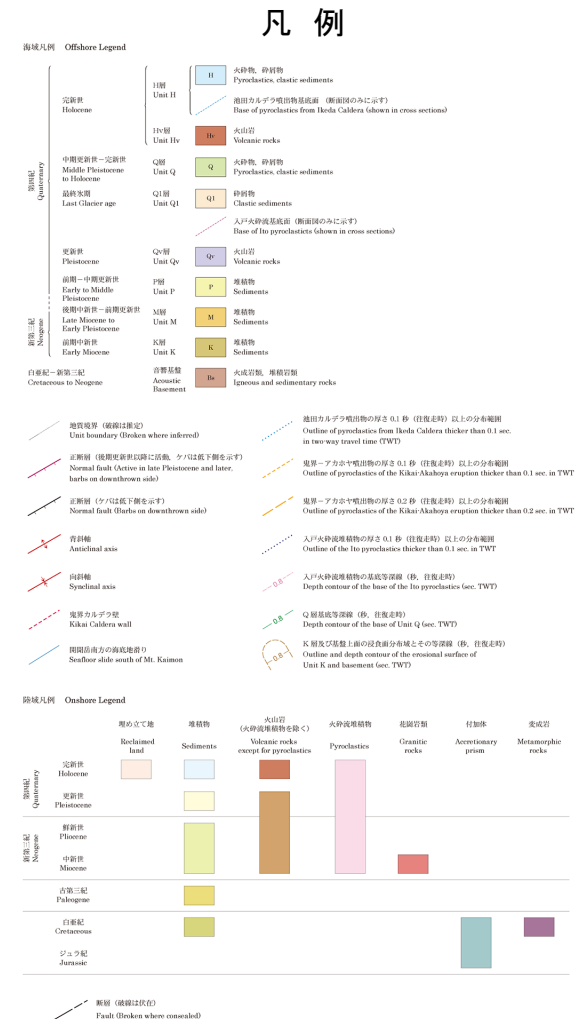 凡 例
海域凡例 Offshore Legend
第四紀
Quaternary
完新世
Holocene
H層
Unit H
H
火砕物，砕屑物
Pyroclastics, clastic sediments
池田カルデラ噴出物基底面 （断面図のみに示す）
Base of pyroclastics from Ikeda Caldera (shown in cross sections)
Hv層
Unit Hv
Hv
火山岩
Volcanic rocks
中期更新世－完新世
Middle Pleistocene
to Holocene
Q層
Unit Q
Q
火砕物，砕屑物
Pyroclastics, clastic sediments
最終氷期
Last Glacier age
Q1層
Unit Q1
Q1
砕屑物
Clastic sediments
入戸火砕流基底面（断面図のみに示す）
Base of Ito pyroclasticts (shown in cross sections)
更新世
Pleistocene
Qv層
Unit Qv
Qv
火山岩
Volcanic rocks
前期－中期更新世
Early to Middle
Pleistocene
P層
Unit P
P
堆積物
Sediments
新第三紀
Neogene
後期中新世－前期更新世
Late Miocene to
Early Pleistocene
M層
Unit M
M
堆積物
Sediments
前期中新世
Early Miocene
K層
Unit K
K
堆積物
Sediments
白亜紀－新第三紀
Cretaceous to Neogene
音響基盤
Acoustic
Basement
Bs
火成岩類，堆積岩類
Igneous and sedimentary rocks
地質境界（破線は推定）
Unit boundary (Broken where inferred)
正断層（後期更新世以降に活動，ケバは低下側を示す）
Normal fault (Active in late Pleistocene and later,
barbs on downthrown side)
正断層（ケバは低下側を示す）
Normal fault (Barbs on downthrown side)
背斜軸
Anticlinal axis
向斜軸
Synclinal axis
鬼界カルデラ壁
Kikai Caldera wall
開聞岳南方の海底地滑り
Seafloor slide south of Mt. Kaimon
池田カルデラ噴出物の厚さ 0.1 秒（往復走時）以上の分布範囲
Outline of pyroclastics from Ikeda Caldera thicker than 0.1 sec.
in two-way travel time (TWT)
鬼界－アカホヤ噴出物の厚さ 0.1 秒（往復走時）以上の分布範囲
Outline of pyroclastics of the Kikai-Akahoya eruption thicker than 0.1 sec. in TWT
鬼界－アカホヤ噴出物の厚さ 0.2 秒（往復走時）以上の分布範囲
Outline of pyroclastics of the Kikai-Akahoya eruption thicker than 0.2 sec. in TWT
入戸火砕流堆積物の厚さ 0.1 秒（往復走時）以上の分布範囲
Outline of the Ito pyroclastics thicker than 0.1 sec. in TWT
0.8
入戸火砕流堆積物の基底等深線（秒，往復走時）
Depth contour of the base of the Ito pyroclastics (sec. TWT)
0.8
Q 層基底等深線（秒，往復走時）
Depth contour of the base of Unit Q (sec. TWT)
0.8
K 層及び基盤上面の浸食面分布域とその等深線（秒，往復走時）
Outline and depth contour of the erosional surface of
Unit K and basement (sec. TWT)
陸域凡例 Onshore Legend
埋め立て地
Reclaimed
land
堆積物
Sediments
火山岩
（火砕流堆積物を除く）
Volcanic rocks
except for pyroclastics
火砕流堆積物
Pyroclastics
花崗岩類
Granitic
rocks
付加体
Accretionary
prism
変成岩
Metamorphic
rocks
第四紀
Quaternary
完新世
Holocene
更新世
Pleistocene
新第三紀
Neogene
鮮新世
Pliocene
中新世
Miocene
古第三紀
Paleogene
白亜紀
Cretaceous
ジュラ紀
Jurassic
断層（破線は伏在）
Fault (Broken where consealed)